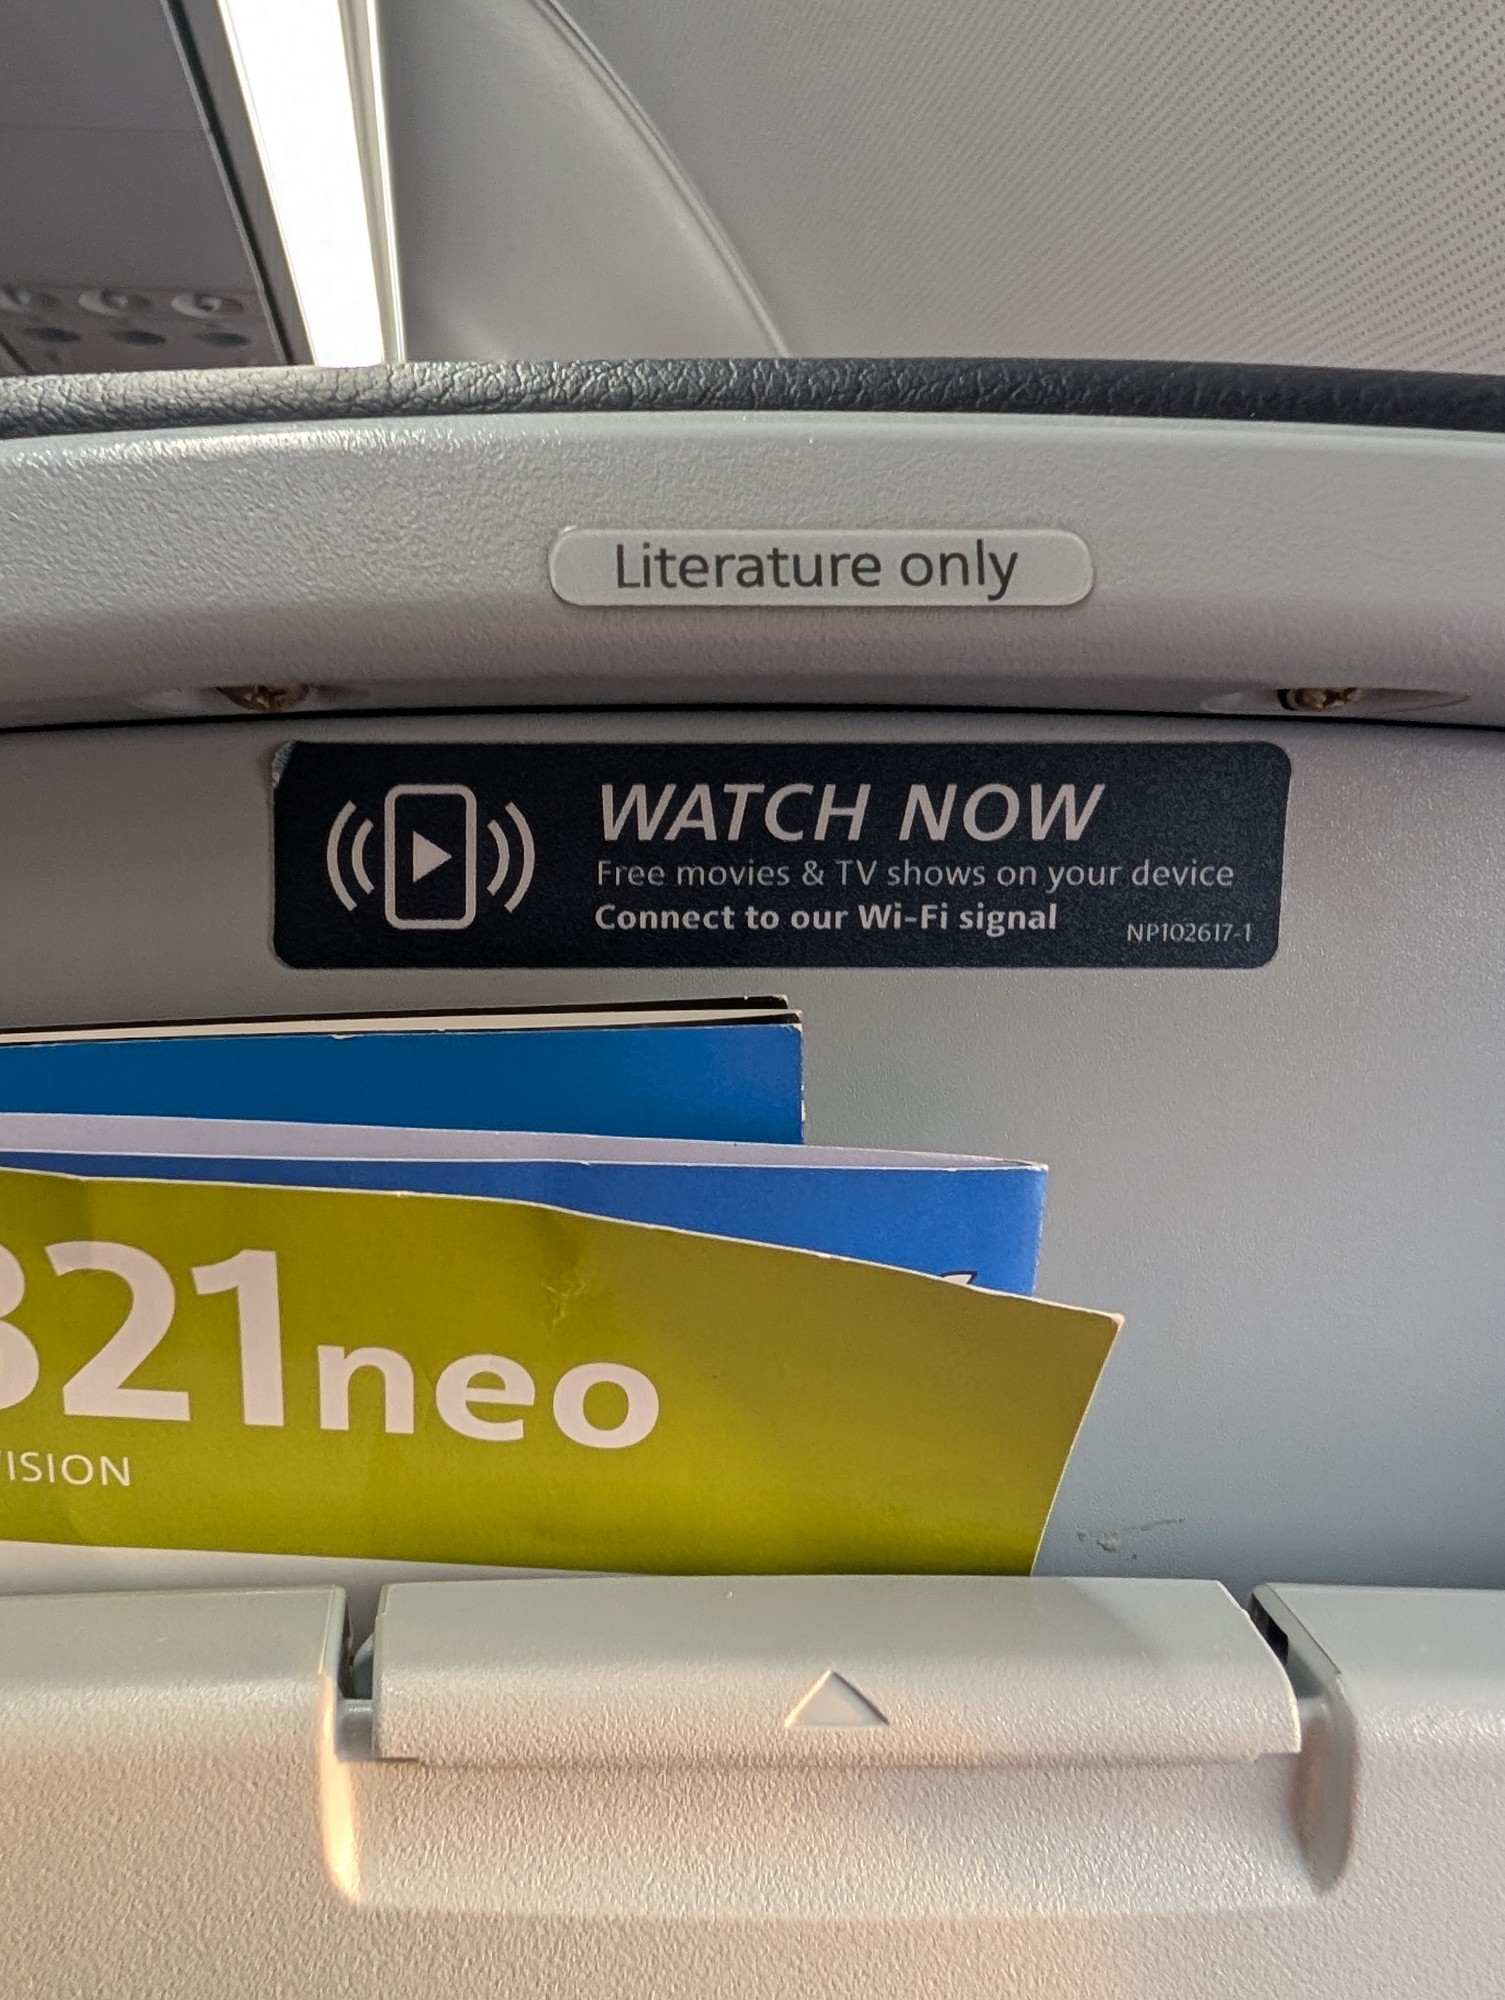 Literature only
WATCH NOW
Free movies & TV shows on your device
Connect to our Wi-Fi signal
NP102617-1
321neo
VISION